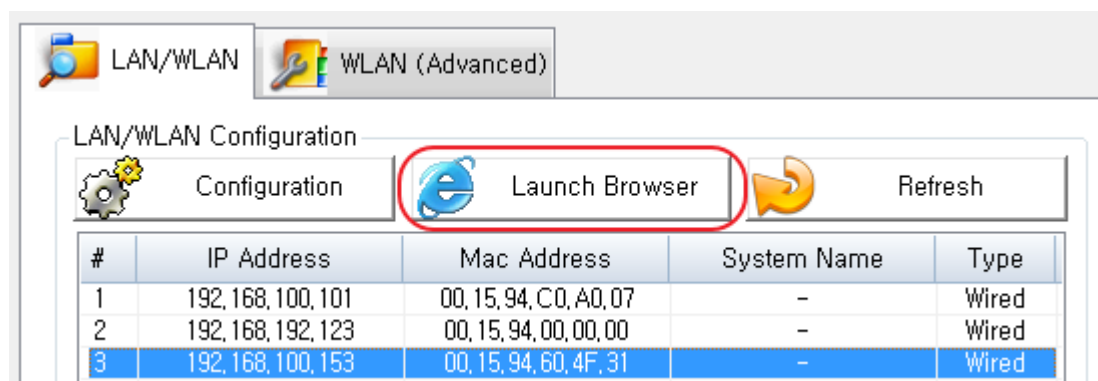 LAN/WLAN WLAN (Advanced)
LAN/WLAN Configuration
Configuration Launch Browser Refresh
# IP Address Mac Address System Name Type
1 192,168,100,101 00,15,94,C0,A0,07 - Wired
2 192,168,192,123 00,15,94,00,00,00 - Wired
3 192,168,100,153 00,15,94,60,4F,31 - Wired